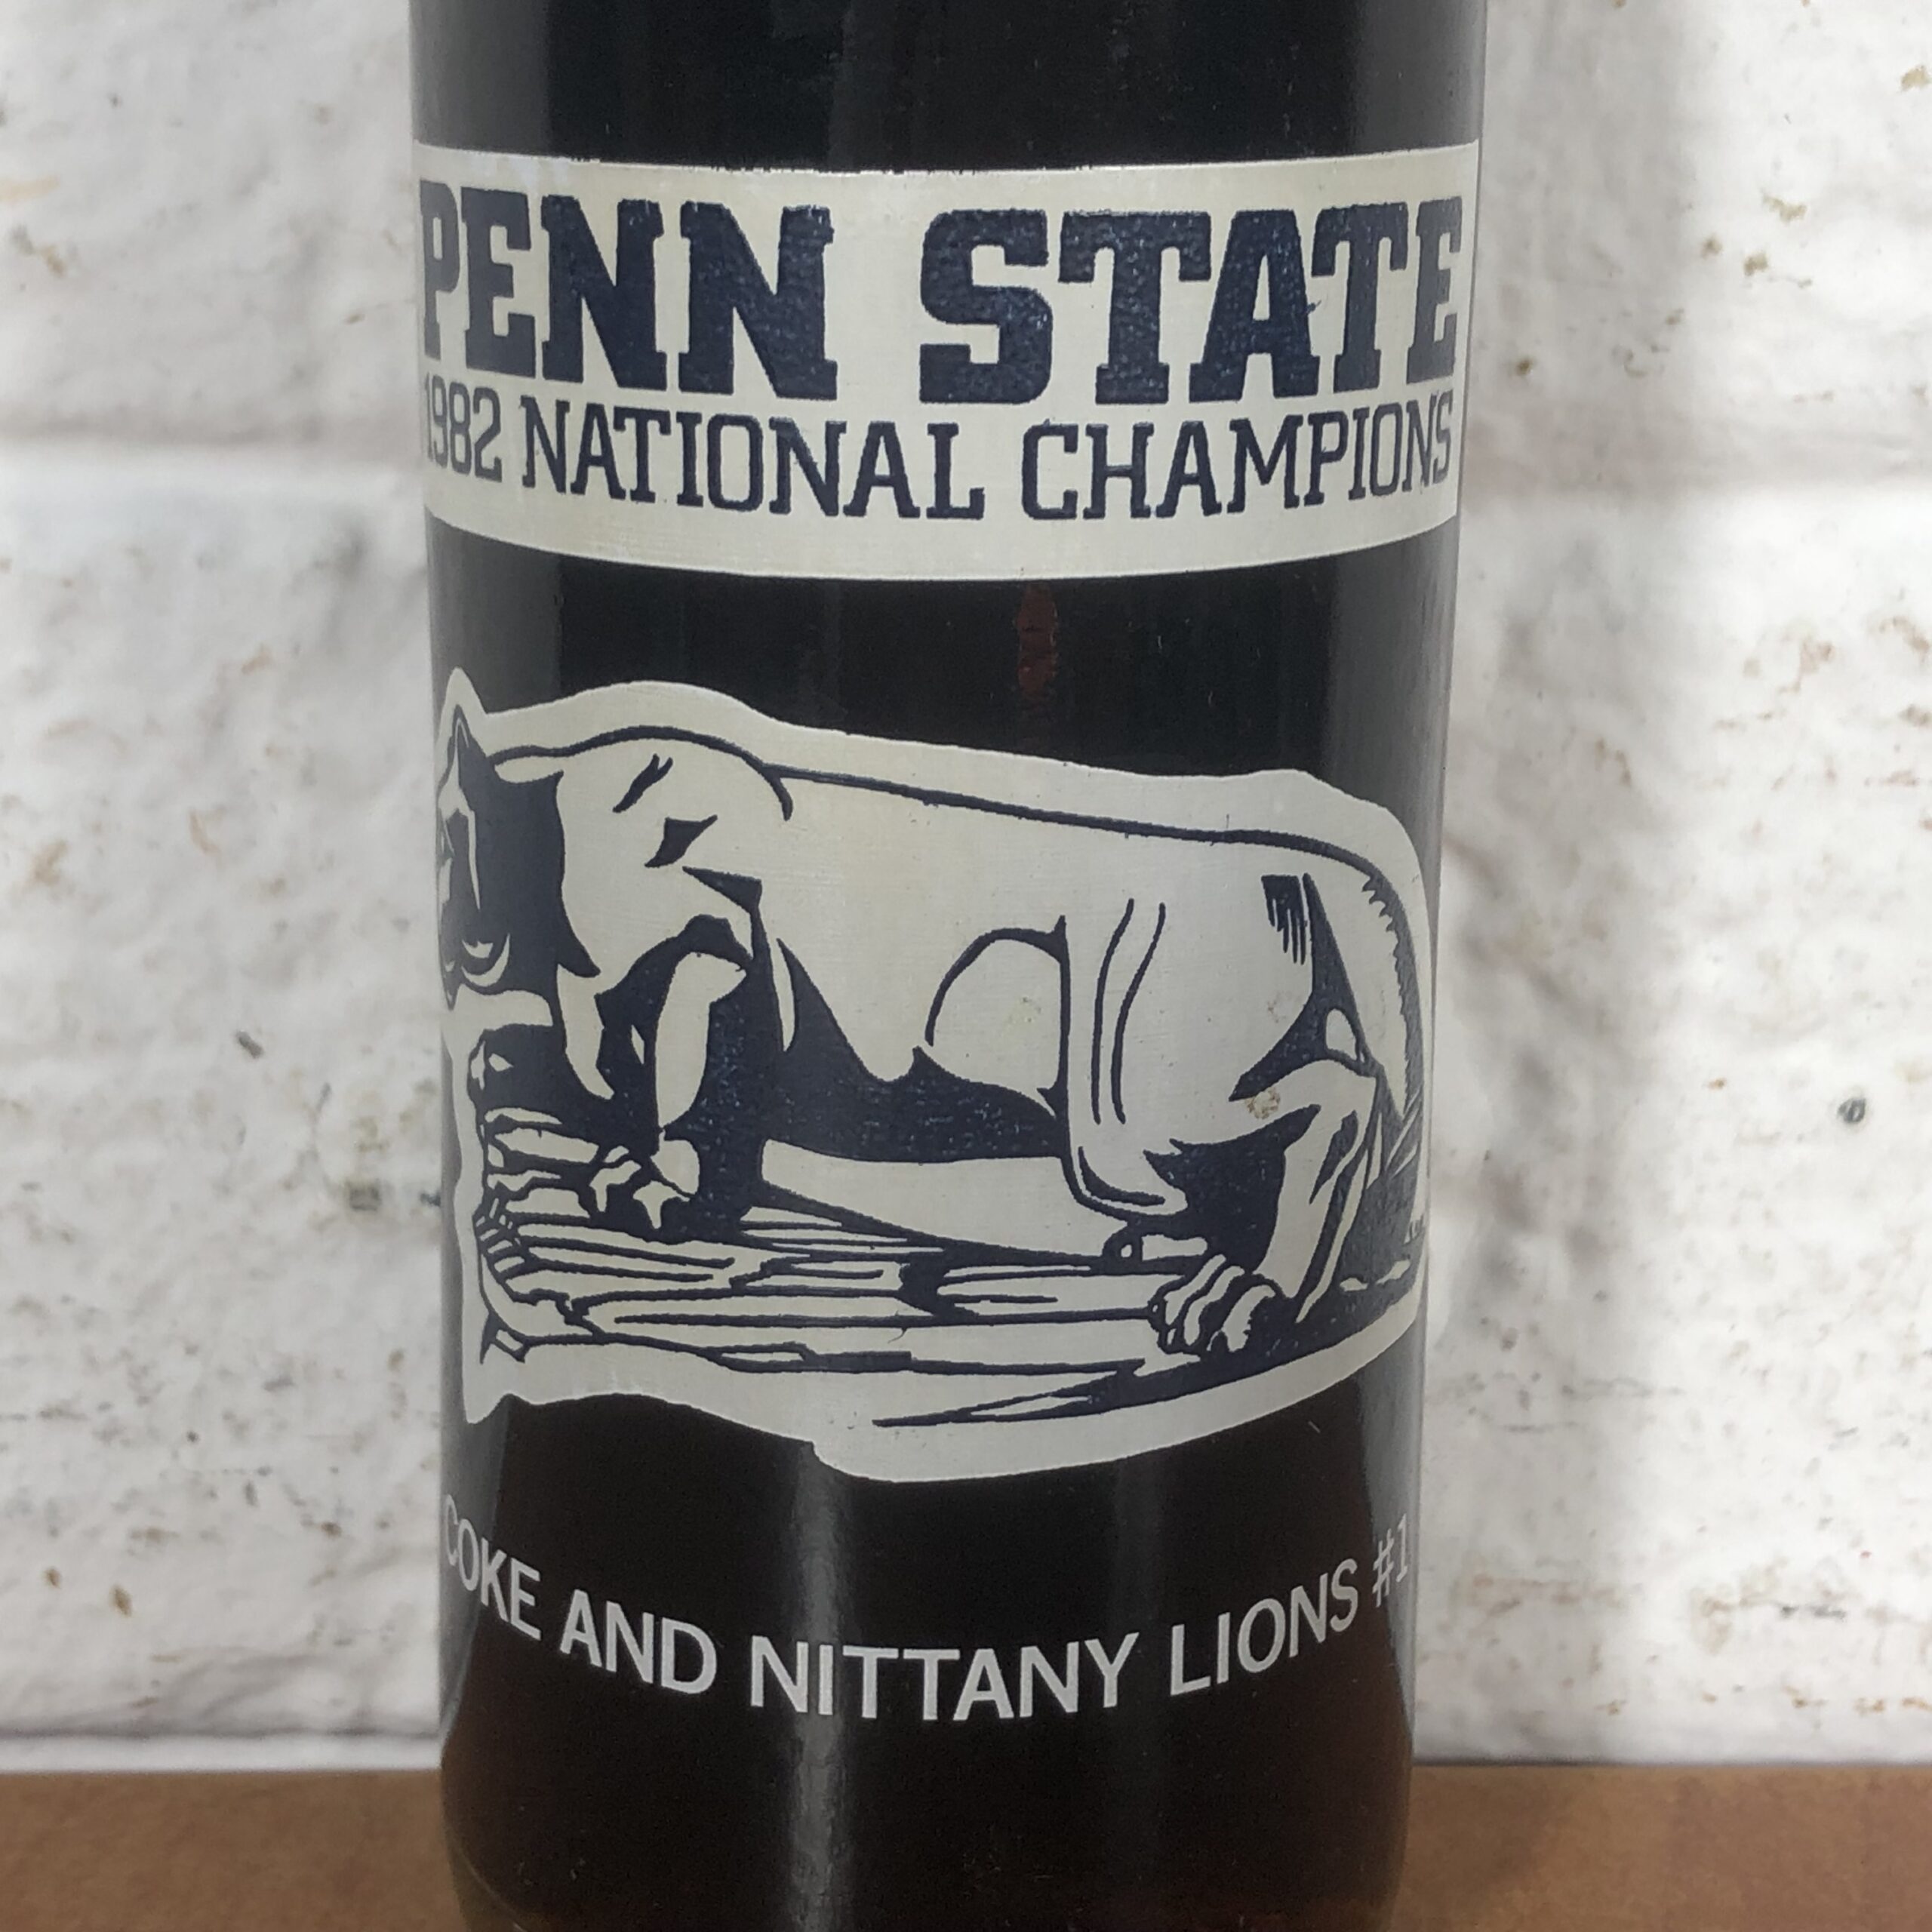 PENN STATE
1982 NATIONAL CHAMPIONS
COKE AND NITTANY LIONS #1